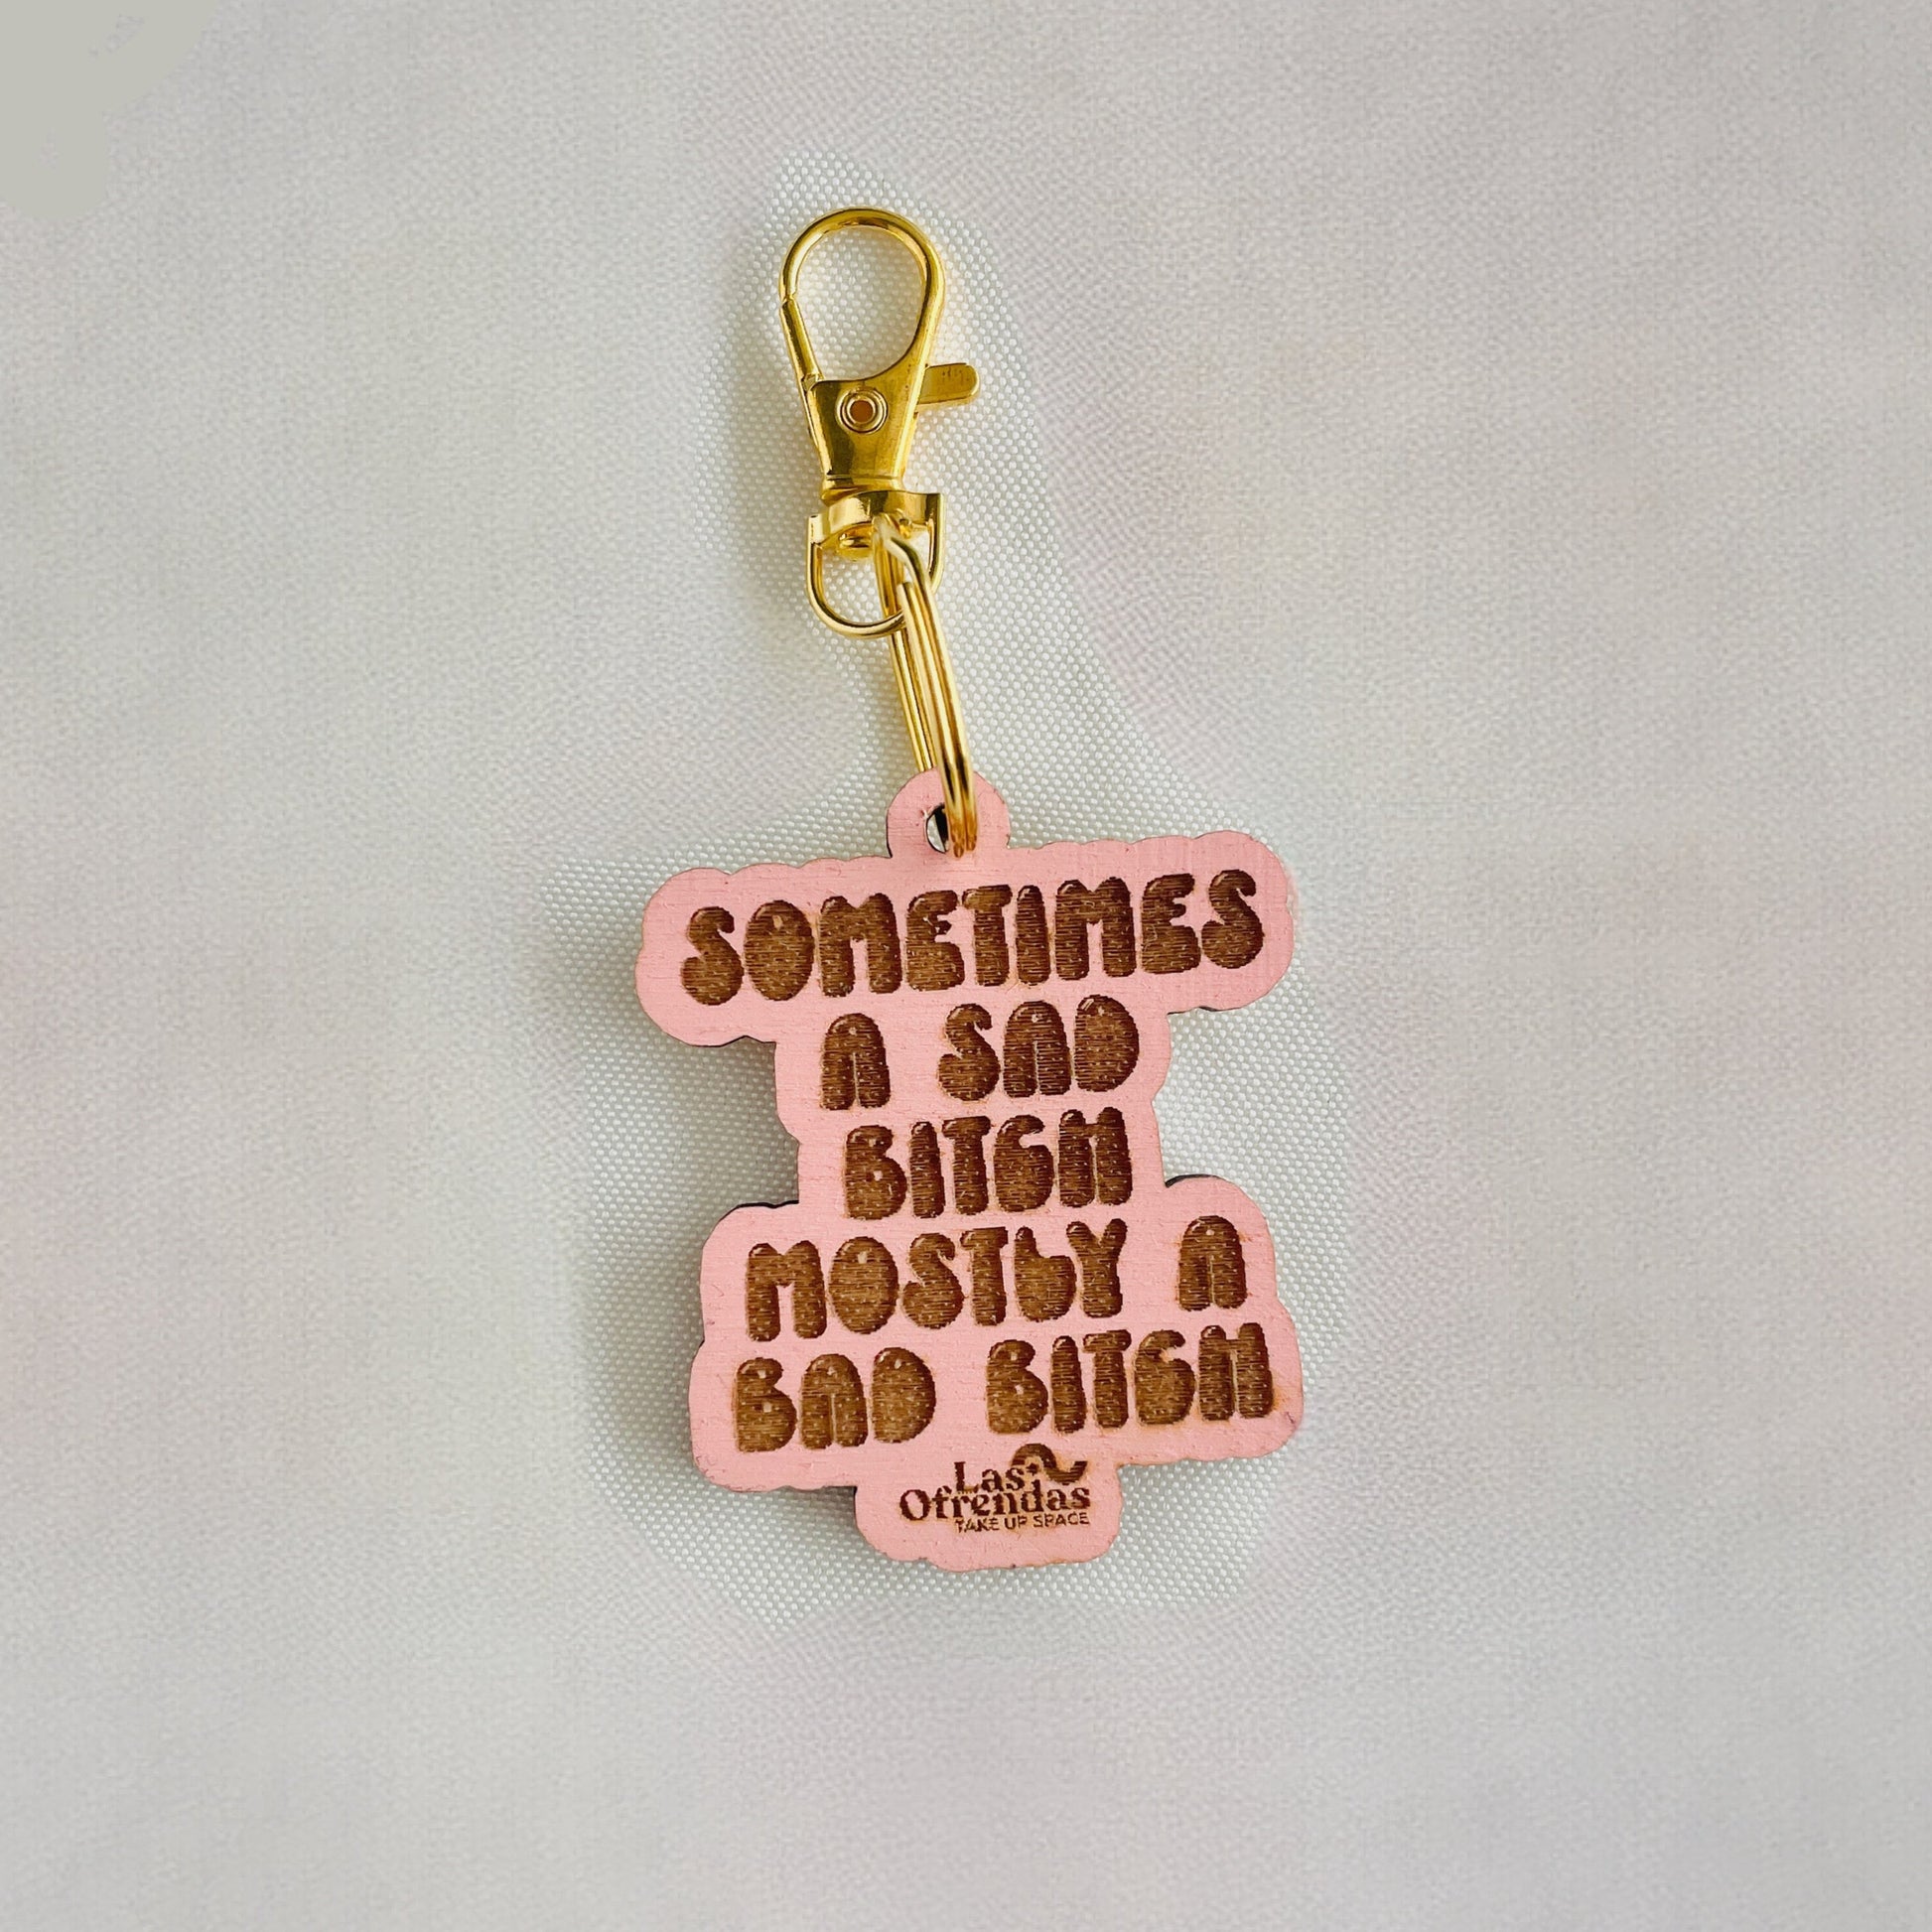 SOMETIMES
A SAD
BITCH
MOSTLY A
BAD BITCH
Las
Ofrendas
TAKE UP SPACE